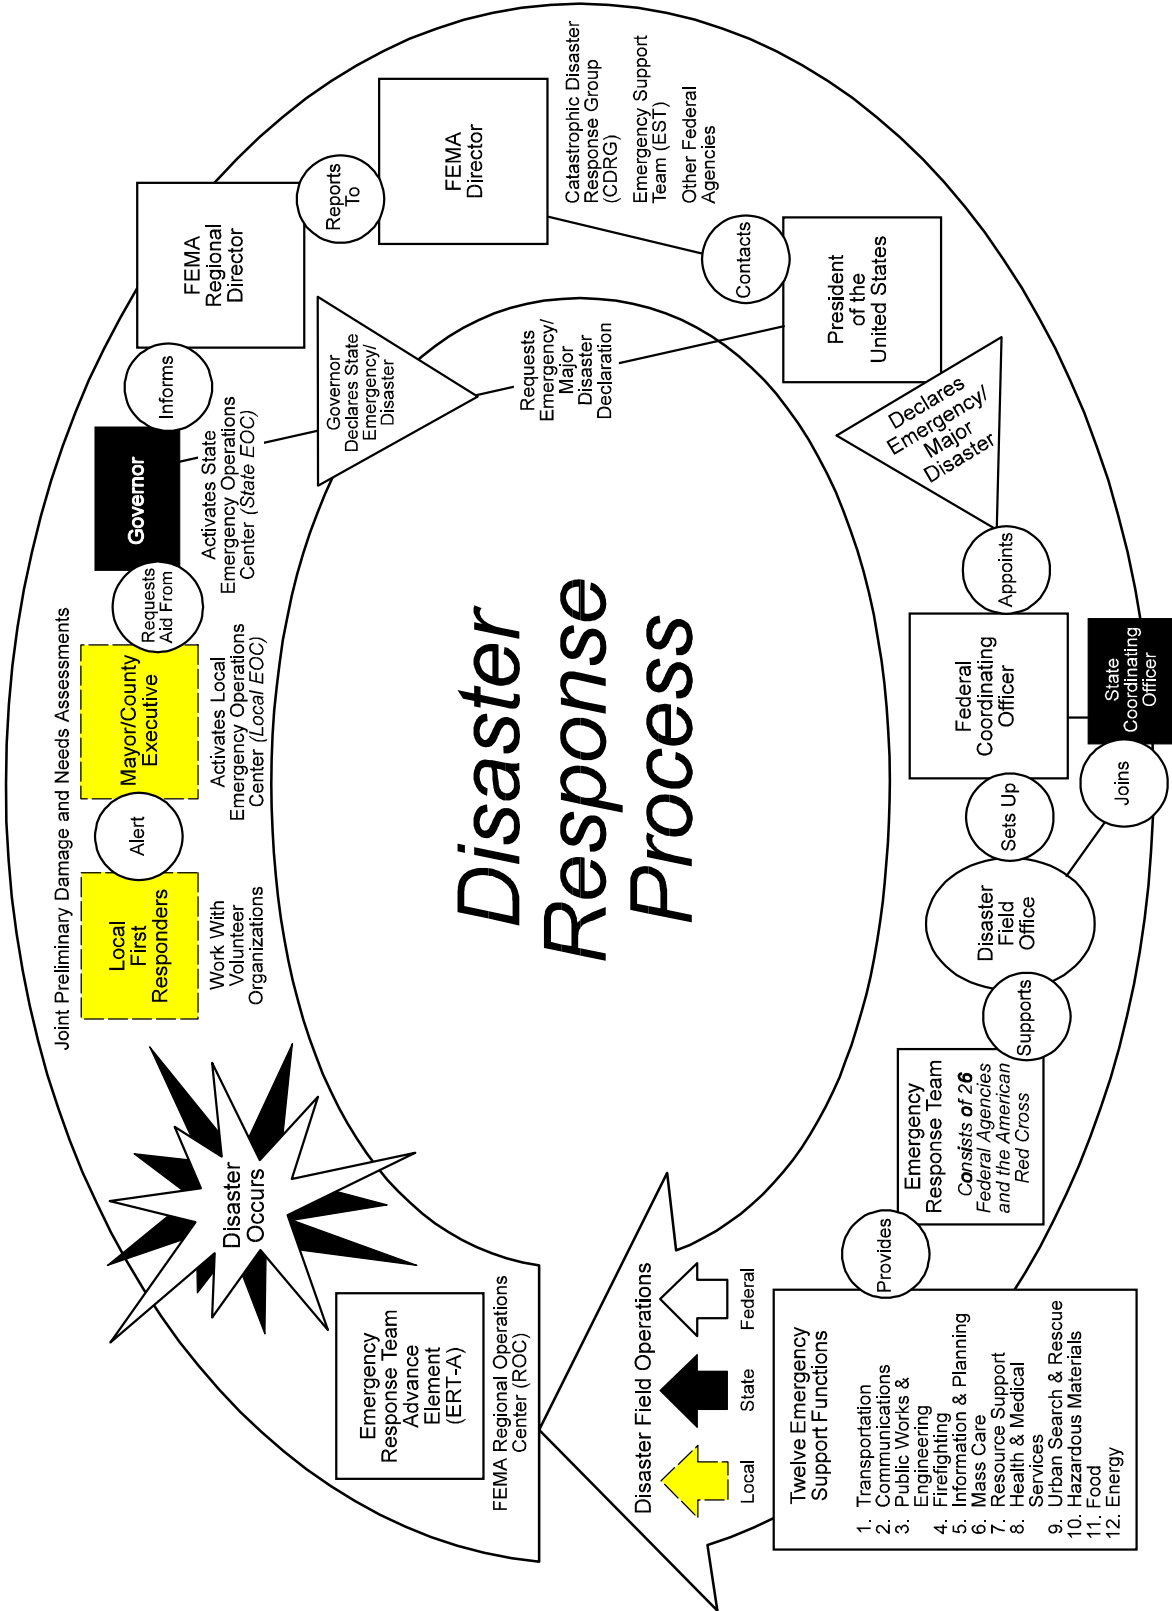 Joint Preliminary Damage and Needs Assessments
Disaster
Occurs
Local
First
Responders
Work With
Volunteer
Organizations
Alert
Mayor/County
Executive
Activates Local
Emergency Operations
Center (Local EOC)
Requests
Aid From
Governor
Activates State
Emergency Operations
Center (State EOC)
Informs
FEMA
Regional
Director
Reports
To
FEMA
Director
Catastrophic Disaster
Response Group
(CDRG)
Emergency Support
Team (EST)
Other Federal
Agencies
Governor
Declares State
Emergency/
Disaster
Requests
Emergency/
Major
Disaster
Declaration
Contacts
President
of the
United States
Declares
Emergency/
Major
Disaster
Appoints
Federal
Coordinating
Officer
State
Coordinating
Officer
Joins
Sets Up
Disaster
Field
Office
Supports
Emergency
Response Team
Consists of 26
Federal Agencies
and the American
Red Cross
Provides
Twelve Emergency
Support Functions
1. Transportation
2. Communications
3. Public Works &
Engineering
4. Firefighting
5. Information & Planning
6. Mass Care
7. Resource Support
8. Health & Medical
Services
9. Urban Search & Rescue
10. Hazardous Materials
11. Food
12. Energy
Disaster Field Operations
Local
State
Federal
Emergency
Response Team
Advance
Element
(ERT-A)
FEMA Regional Operations
Center (ROC)
Disaster
Response
Process